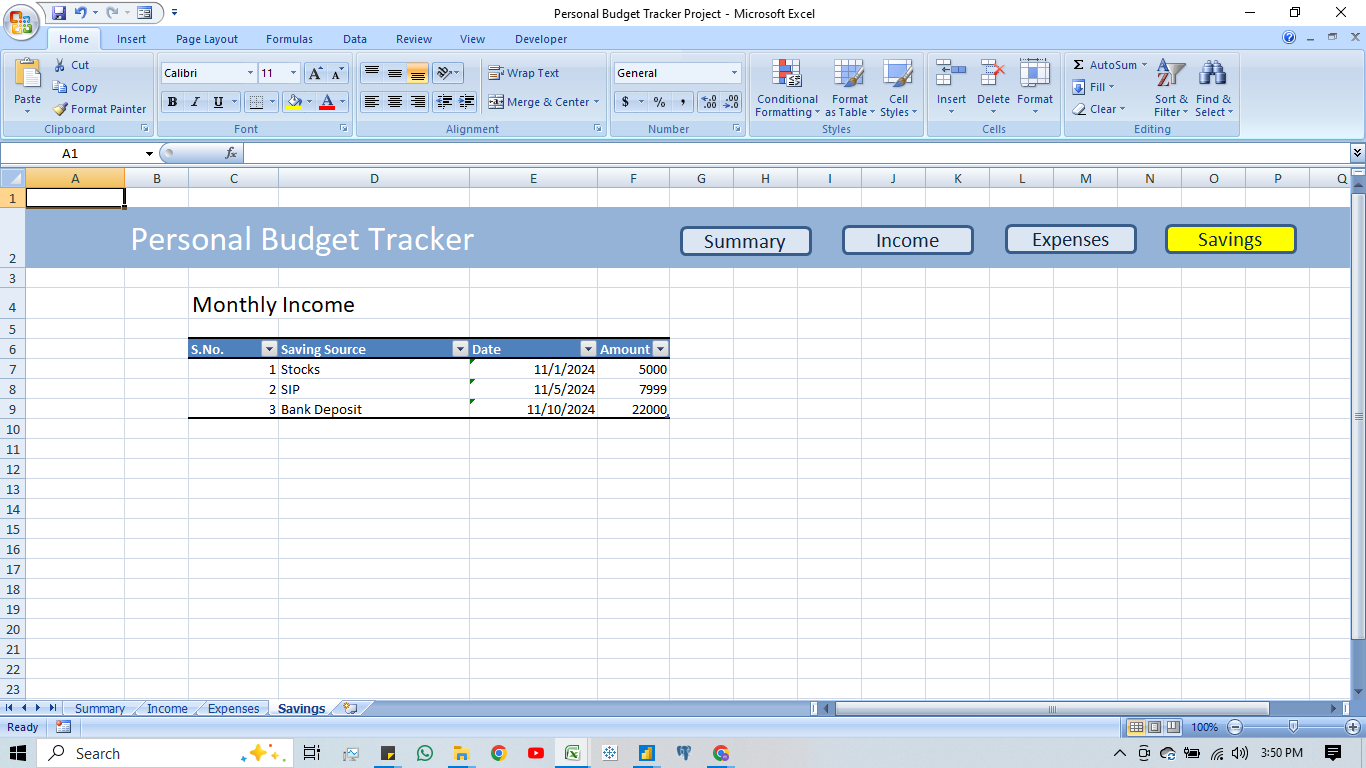 Personal Budget Tracker Project - Microsoft Excel
Home Insert Page Layout Formulas Data Review View Developer
Paste Cut Copy Format Painter Clipboard
Calibri 11 B I U A Font
Wrap Text Merge & Center Alignment
General $ % , Number
Conditional Formatting Format as Table Cell Styles Styles
Insert Delete Format Cells
Σ AutoSum Fill Clear Sort & Filter Find & Select Editing
A1 fx
A B C D E F G H I J K L M N O P Q
1
2 Personal Budget Tracker Summary Income Expenses Savings
3
4 Monthly Income
5
6 S.No. Saving Source Date Amount
7 1 Stocks 11/1/2024 5000
8 2 SIP 11/5/2024 7999
9 3 Bank Deposit 11/10/2024 22000
10
11
12
13
14
15
16
17
18
19
20
21
22
23
Summary Income Expenses Savings
Ready 100%
Search 3:50 PM